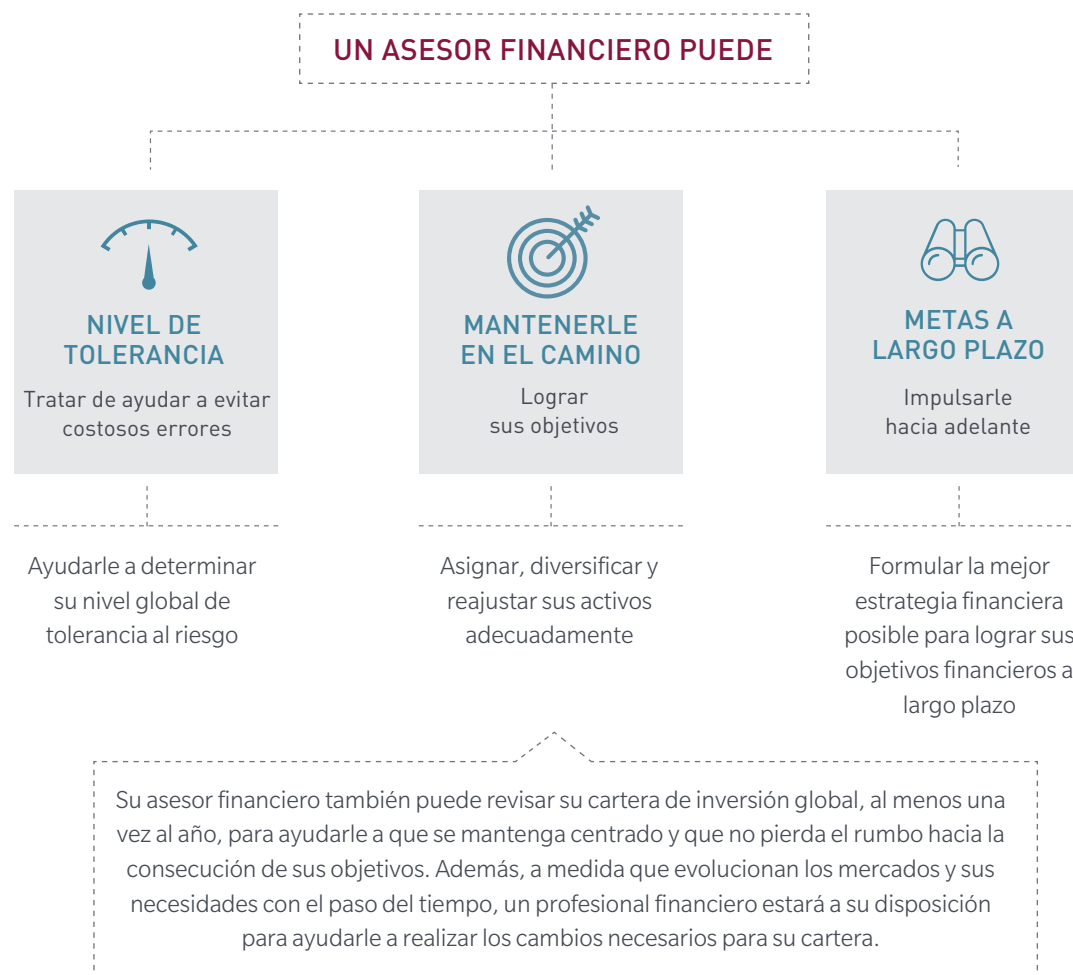 UN ASESOR FINANCIERO PUEDE
NIVEL DE
TOLERANCIA
Tratar de ayudar a evitar
costosos errores
Ayudarle a determinar
su nivel global de
tolerancia al riesgo
MANTENERLE
EN EL CAMINO
Lograr
sus objetivos
Asignar, diversificar y
reajustar sus activos
adecuadamente
METAS A
LARGO PLAZO
Impulsarle
hacia adelante
Formular la mejor
estrategia financiera
posible para lograr sus
objetivos financieros a
largo plazo
Su asesor financiero también puede revisar su cartera de inversión global, al menos una
vez al año, para ayudarle a que se mantenga centrado y que no pierda el rumbo hacia la
consecución de sus objetivos. Además, a medida que evolucionan los mercados y sus
necesidades con el paso del tiempo, un profesional financiero estará a su disposición
para ayudarle a realizar los cambios necesarios para su cartera.